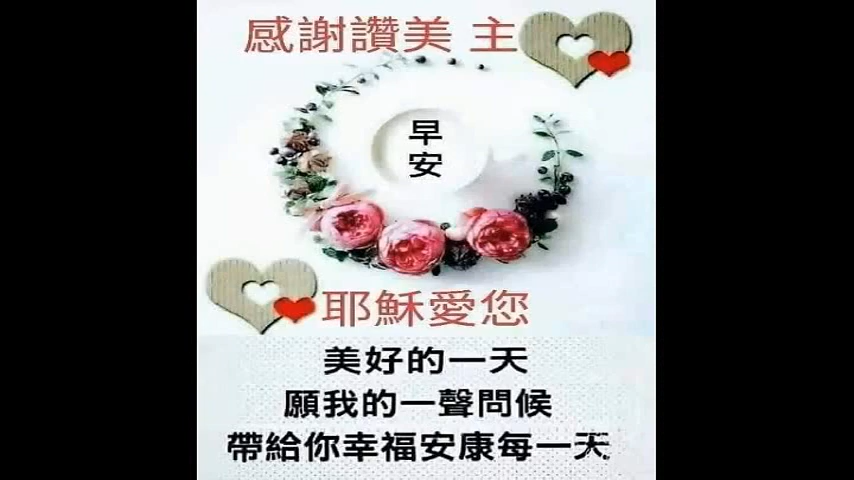 感謝讚美 主
早
安
耶穌愛您
美好的一天
願我的一聲問候
帶給你幸福安康每一天